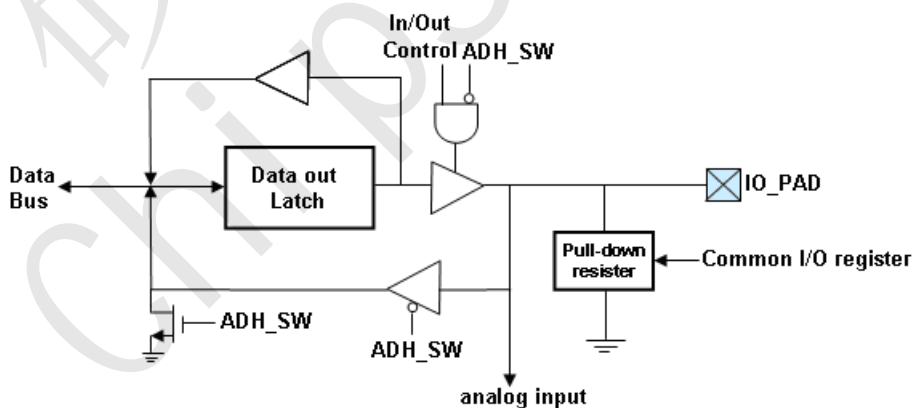 In/Out
Control ADH_SW
Data
Bus
Data out
Latch
IO_PAD
Pull-down
resister
Common I/O register
ADH_SW
ADH_SW
analog input